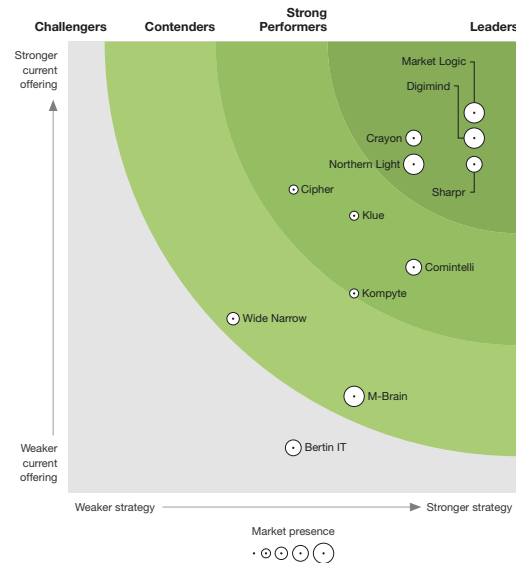 Challengers
Contenders
Strong
Performers
Leaders
Stronger
current
offering
Market Logic
Digimind
Crayon
Northern Light
Sharpr
Cipher
Klue
Comintelli
Kompyte
Wide Narrow
M-Brain
Bertin IT
Weaker
current
offering
Weaker strategy
Stronger strategy
Market presence